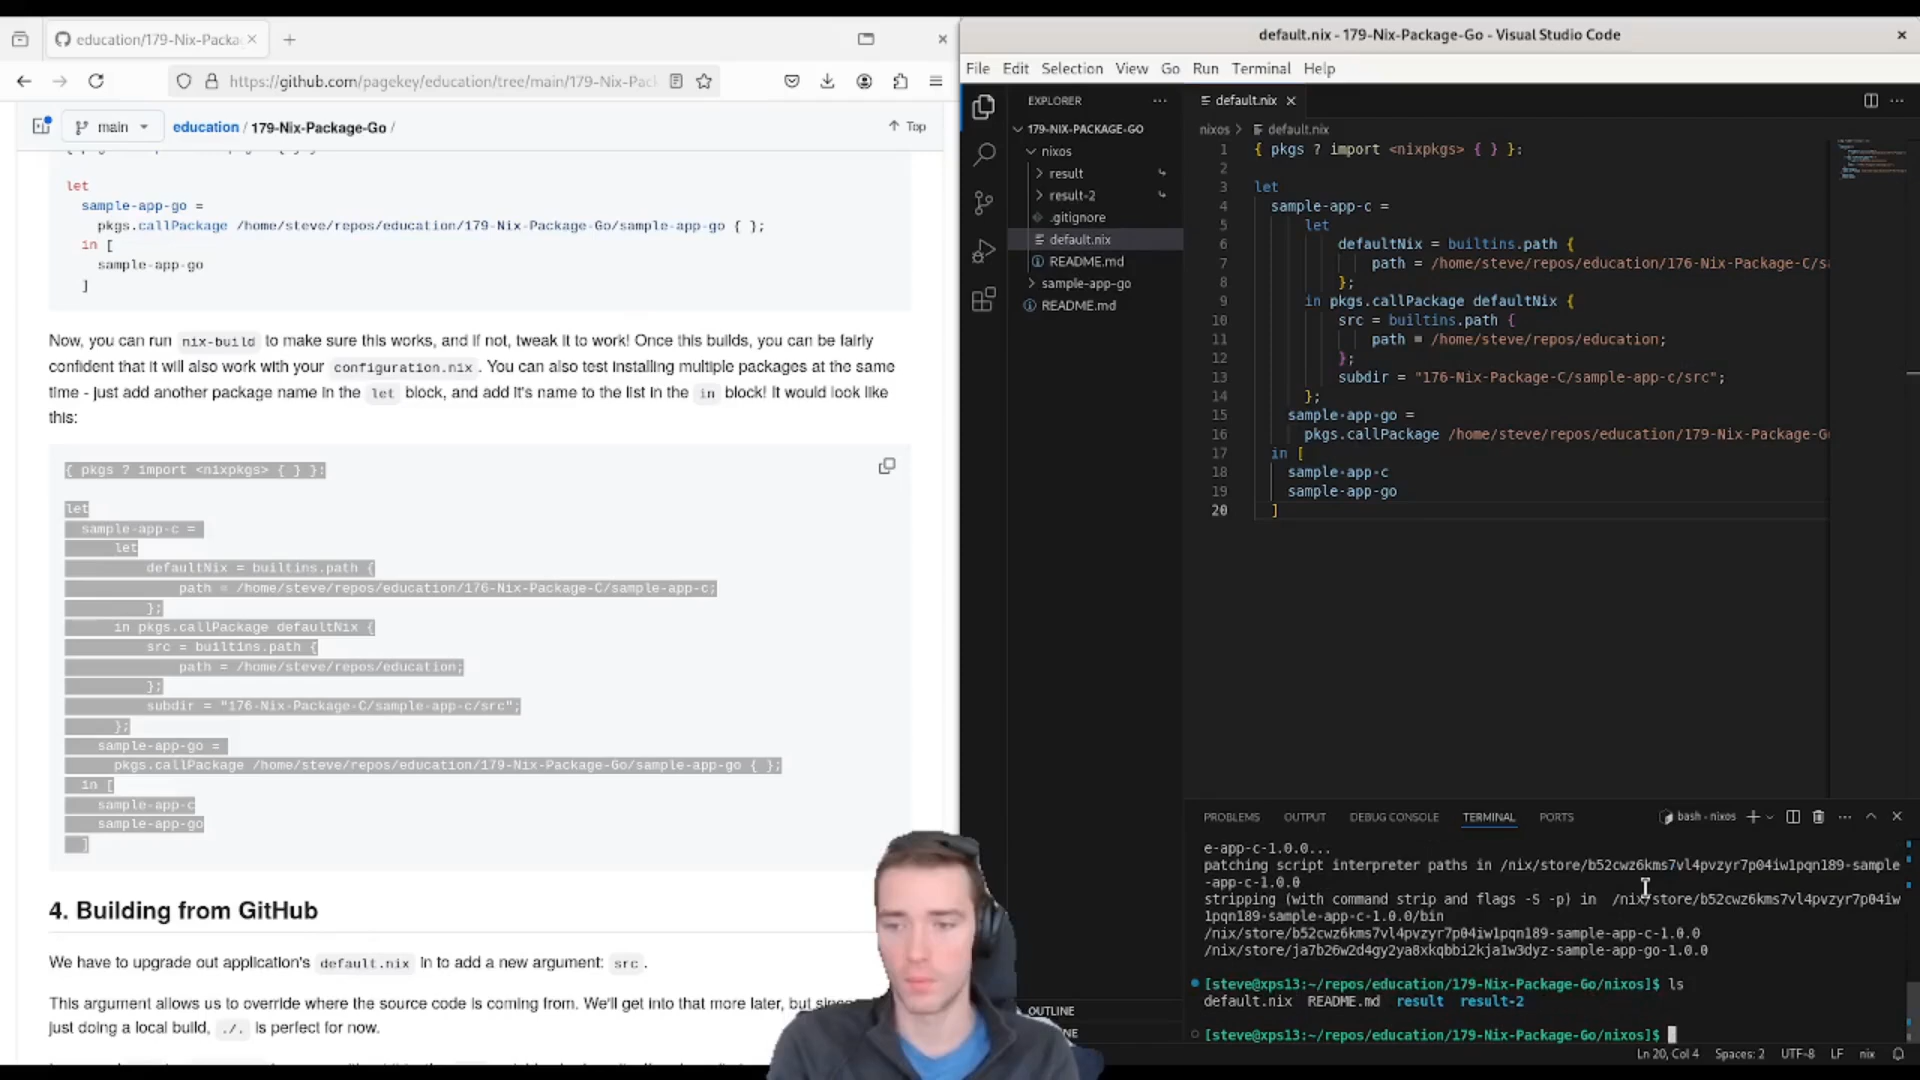 education/179-Nix-Packa
https://github.com/pagekey/education/tree/main/179-Nix-Pack
main
education / 179-Nix-Package-Go /
Top
let
sample-app-go =
pkgs.callPackage /home/steve/repos/education/179-Nix-Package-Go/sample-app-go { };
in [
sample-app-go
]
Now, you can run nix-build to make sure this works, and if not, tweak it to work! Once this builds, you can be fairly
confident that it will also work with your configuration.nix. You can also test installing multiple packages at the same
time - just add another package name in the let block, and add it's name to the list in the in block! It would look like
this:
{ pkgs ? import <nixpkgs> { } }:
let
sample-app-c =
let
defaultNix = builtins.path {
path = /home/steve/repos/education/176-Nix-Package-C/sample-app-c;
};
in pkgs.callPackage defaultNix {
src = builtins.path {
path = /home/steve/repos/education;
};
subdir = "176-Nix-Package-C/sample-app-c/src";
};
sample-app-go =
pkgs.callPackage /home/steve/repos/education/179-Nix-Package-Go/sample-app-go { };
in [
sample-app-c
sample-app-go
]
4. Building from GitHub
We have to upgrade out application's default.nix in to add a new argument: src.
This argument allows us to override where the source code is coming from. We'll get into that more later, but
just doing a local build, ./. is perfect for now.
default.nix - 179-Nix-Package-Go - Visual Studio Code
File Edit Selection View Go Run Terminal Help
EXPLORER
179-NIX-PACKAGE-GO
nixos
result
result-2
.gitignore
default.nix
README.md
sample-app-go
README.md
OUTLINE
default.nix
nixos > default.nix
1 { pkgs ? import <nixpkgs> { } }:
2
3 let
4 sample-app-c =
5 let
6 defaultNix = builtins.path {
7 path = /home/steve/repos/education/176-Nix-Package-C/s
8 };
9 in pkgs.callPackage defaultNix {
10 src = builtins.path {
11 path = /home/steve/repos/education;
12 };
13 subdir = "176-Nix-Package-C/sample-app-c/src";
14 };
15 sample-app-go =
16 pkgs.callPackage /home/steve/repos/education/179-Nix-Package-G
17 in [
18 sample-app-c
19 sample-app-go
20 ]
PROBLEMS OUTPUT DEBUG CONSOLE TERMINAL PORTS
bash - nixos
e-app-c-1.0.0...
patching script interpreter paths in /nix/store/b52cwz6kms7vl4pvzyr7p04iw1pqn189-sample
-app-c-1.0.0
stripping (with command strip and flags -S -p) in /nix/store/b52cwz6kms7vl4pvzyr7p04iw
1pqn189-sample-app-c-1.0.0/bin
/nix/store/b52cwz6kms7vl4pvzyr7p04iw1pqn189-sample-app-c-1.0.0
/nix/store/ja7b26w2d4gy2ya8xkqbbi2kja1w3dyz-sample-app-go-1.0.0
[steve@xps13:~/repos/education/179-Nix-Package-Go/nixos]$ ls
default.nix README.md result result-2
[steve@xps13:~/repos/education/179-Nix-Package-Go/nixos]$
Ln 20, Col 4 Spaces: 2 UTF-8 LF nix